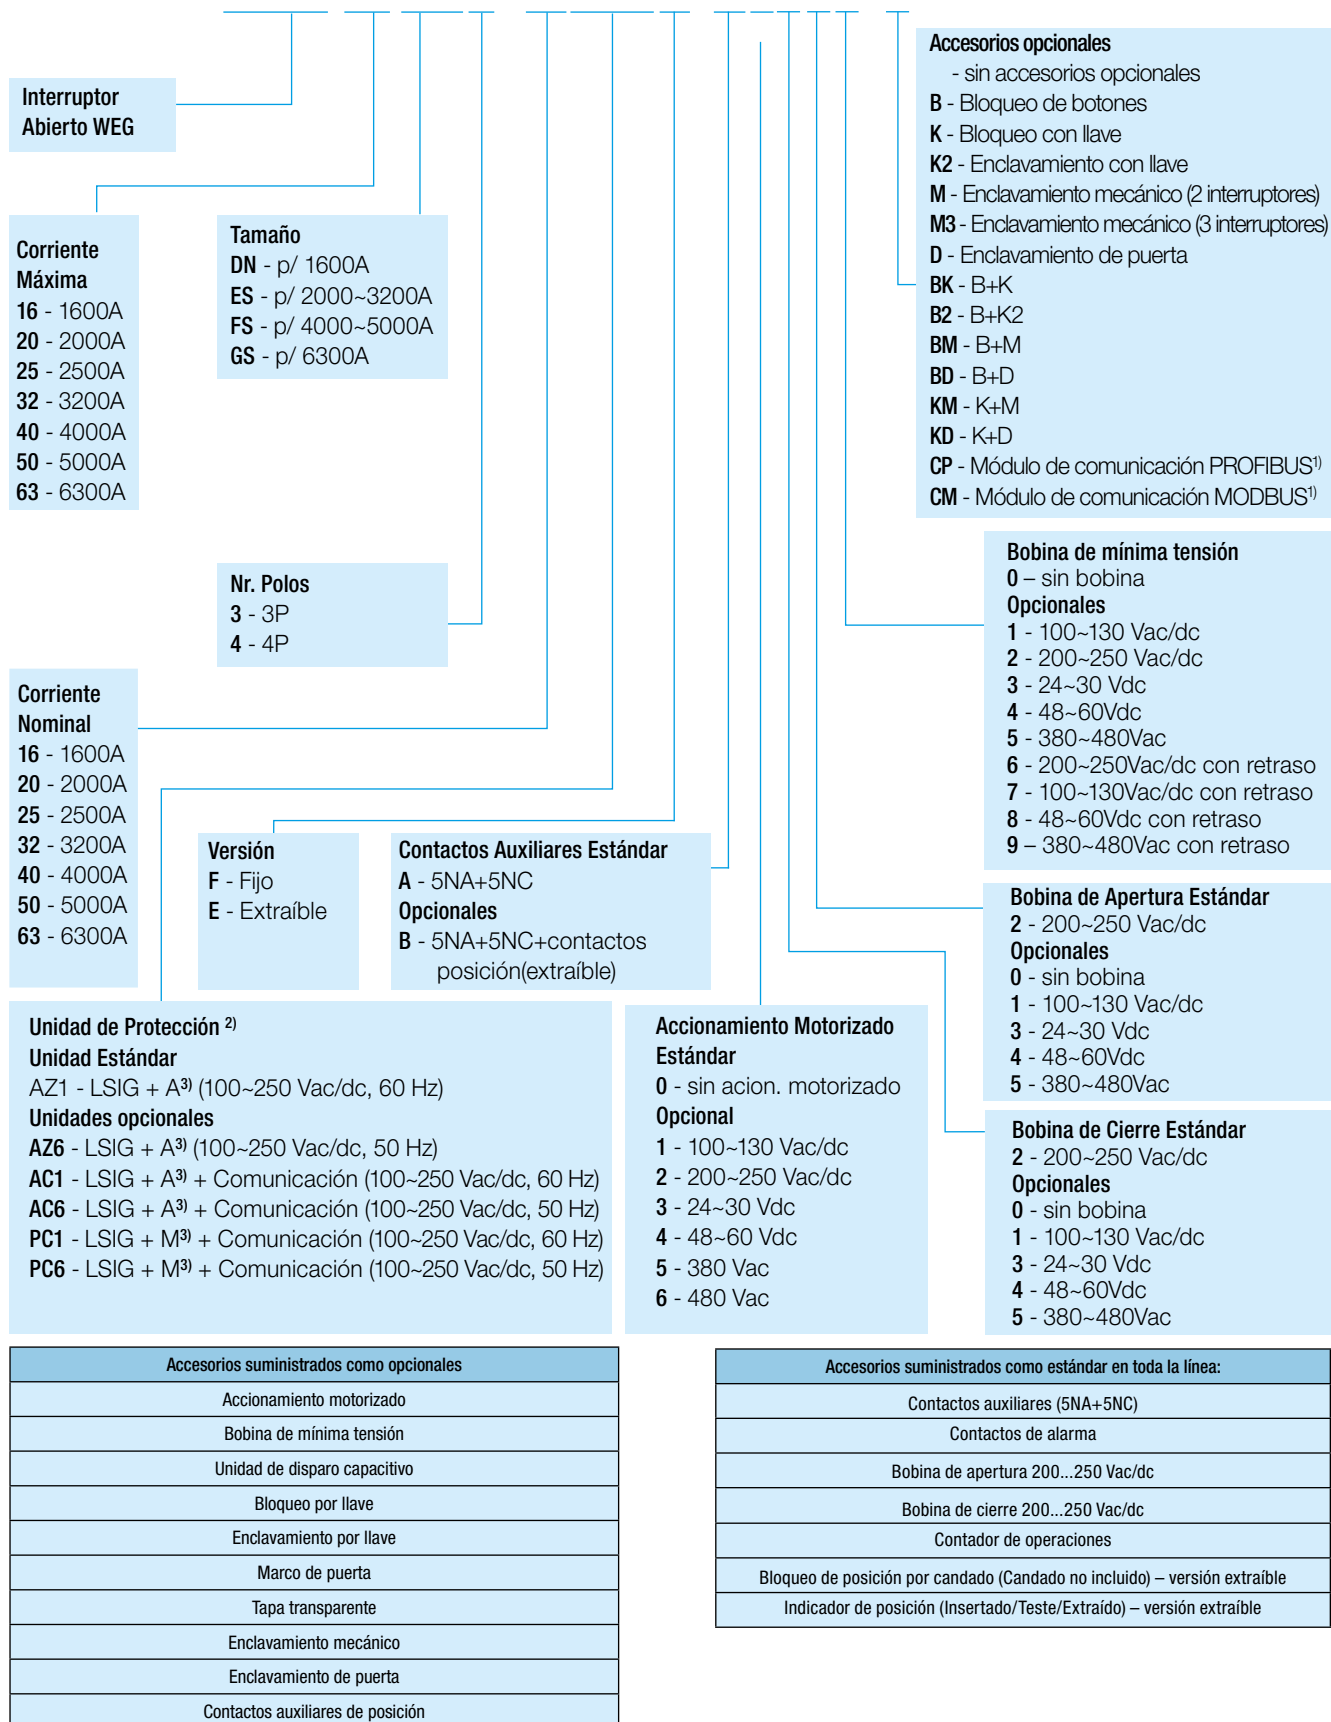 Interruptor
Abierto WEG
Corriente
Máxima
16 - 1600A
20 - 2000A
25 - 2500A
32 - 3200A
40 - 4000A
50 - 5000A
63 - 6300A
Tamaño
DN - p/ 1600A
ES - p/ 2000~3200A
FS - p/ 4000~5000A
GS - p/ 6300A
Accesorios opcionales
- sin accesorios opcionales
B - Bloqueo de botones
K - Bloqueo con llave
K2 - Enclavamiento con llave
M - Enclavamiento mecánico (2 interruptores)
M3 - Enclavamiento mecánico (3 interruptores)
D - Enclavamiento de puerta
BK - B+K
B2 - B+K2
BM - B+M
BD - B+D
KM - K+M
KD - K+D
CP - Módulo de comunicación PROFIBUS1)
CM - Módulo de comunicación MODBUS1)
Nr. Polos
3 - 3P
4 - 4P
Bobina de mínima tensión
0 – sin bobina
Opcionales
1 - 100~130 Vac/dc
2 - 200~250 Vac/dc
3 - 24~30 Vdc
4 - 48~60Vdc
5 - 380~480Vac
6 - 200~250Vac/dc con retraso
7 - 100~130Vac/dc con retraso
8 - 48~60Vdc con retraso
9 – 380~480Vac con retraso
Corriente
Nominal
16 - 1600A
20 - 2000A
25 - 2500A
32 - 3200A
40 - 4000A
50 - 5000A
63 - 6300A
Versión
F - Fijo
E - Extraíble
Contactos Auxiliares Estándar
A - 5NA+5NC
Opcionales
B - 5NA+5NC+contactos
posición(extraíble)
Bobina de Apertura Estándar
2 - 200~250 Vac/dc
Opcionales
0 - sin bobina
1 - 100~130 Vac/dc
3 - 24~30 Vdc
4 - 48~60Vdc
5 - 380~480Vac
Unidad de Protección 2)
Unidad Estándar
AZ1 - LSIG + A3) (100~250 Vac/dc, 60 Hz)
Unidades opcionales
AZ6 - LSIG + A3) (100~250 Vac/dc, 50 Hz)
AC1 - LSIG + A3) + Comunicación (100~250 Vac/dc, 60 Hz)
AC6 - LSIG + A3) + Comunicación (100~250 Vac/dc, 50 Hz)
PC1 - LSIG + M3) + Comunicación (100~250 Vac/dc, 60 Hz)
PC6 - LSIG + M3) + Comunicación (100~250 Vac/dc, 50 Hz)
Accionamiento Motorizado
Estándar
0 - sin acion. motorizado
Opcional
1 - 100~130 Vac/dc
2 - 200~250 Vac/dc
3 - 24~30 Vdc
4 - 48~60 Vdc
5 - 380 Vac
6 - 480 Vac
Bobina de Cierre Estándar
2 - 200~250 Vac/dc
Opcionales
0 - sin bobina
1 - 100~130 Vac/dc
3 - 24~30 Vdc
4 - 48~60Vdc
5 - 380~480Vac
Accesorios suministrados como opcionales
Accionamiento motorizado
Bobina de mínima tensión
Unidad de disparo capacitivo
Bloqueo por llave
Enclavamiento por llave
Marco de puerta
Tapa transparente
Enclavamiento mecánico
Enclavamiento de puerta
Contactos auxiliares de posición
Accesorios suministrados como estándar en toda la línea:
Contactos auxiliares (5NA+5NC)
Contactos de alarma
Bobina de apertura 200...250 Vac/dc
Bobina de cierre 200...250 Vac/dc
Contador de operaciones
Bloqueo de posición por candado (Candado no incluido) – versión extraíble
Indicador de posición (Insertado/Teste/Extraído) – versión extraíble